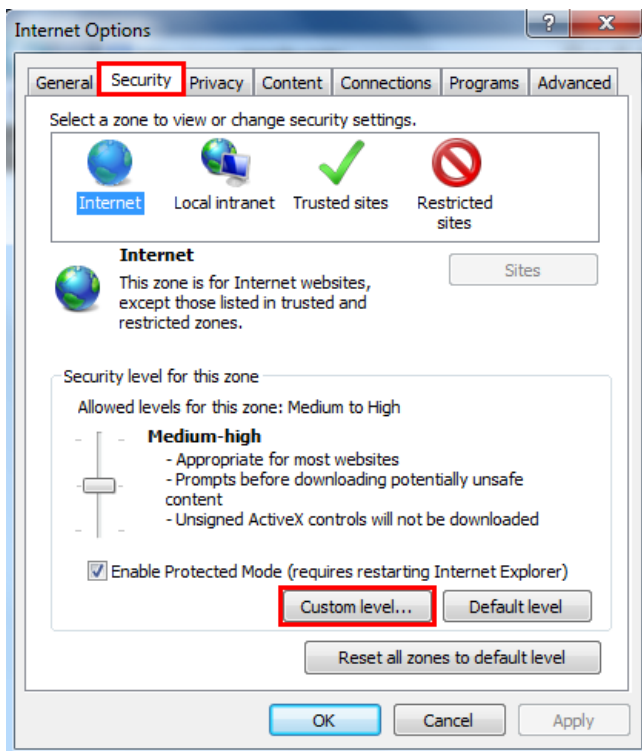 Internet Options
General Security Privacy Content Connections Programs Advanced
Select a zone to view or change security settings.
Internet Local intranet Trusted sites Restricted
sites
Internet
This zone is for Internet websites,
except those listed in trusted and
restricted zones.
Sites
Security level for this zone
Allowed levels for this zone: Medium to High
Medium-high
- Appropriate for most websites
- Prompts before downloading potentially unsafe
content
- Unsigned ActiveX controls will not be downloaded
Enable Protected Mode (requires restarting Internet Explorer)
Custom level... Default level
Reset all zones to default level
OK Cancel Apply